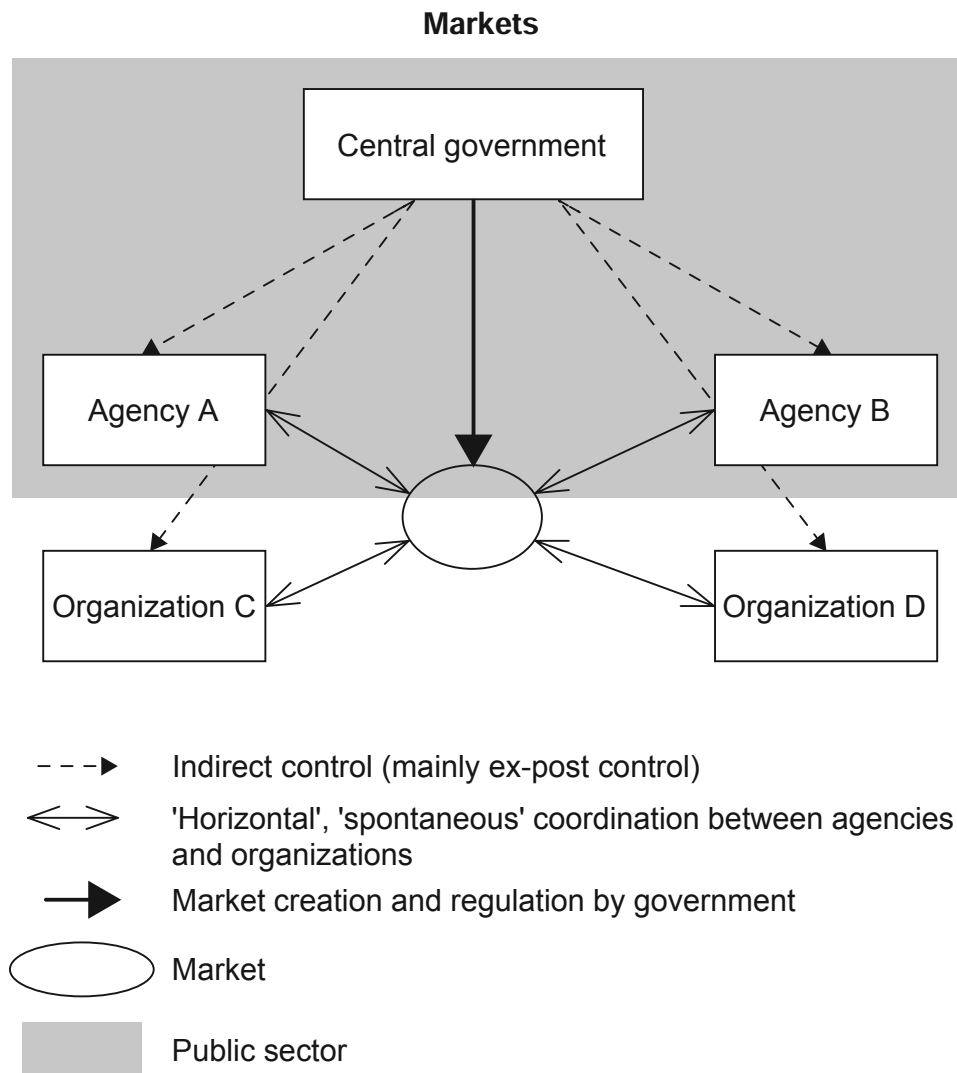 Markets
Central government
Agency A
Agency B
Organization C
Organization D
Indirect control (mainly ex-post control)
'Horizontal', 'spontaneous' coordination between agencies
and organizations
Market creation and regulation by government
Market
Public sector